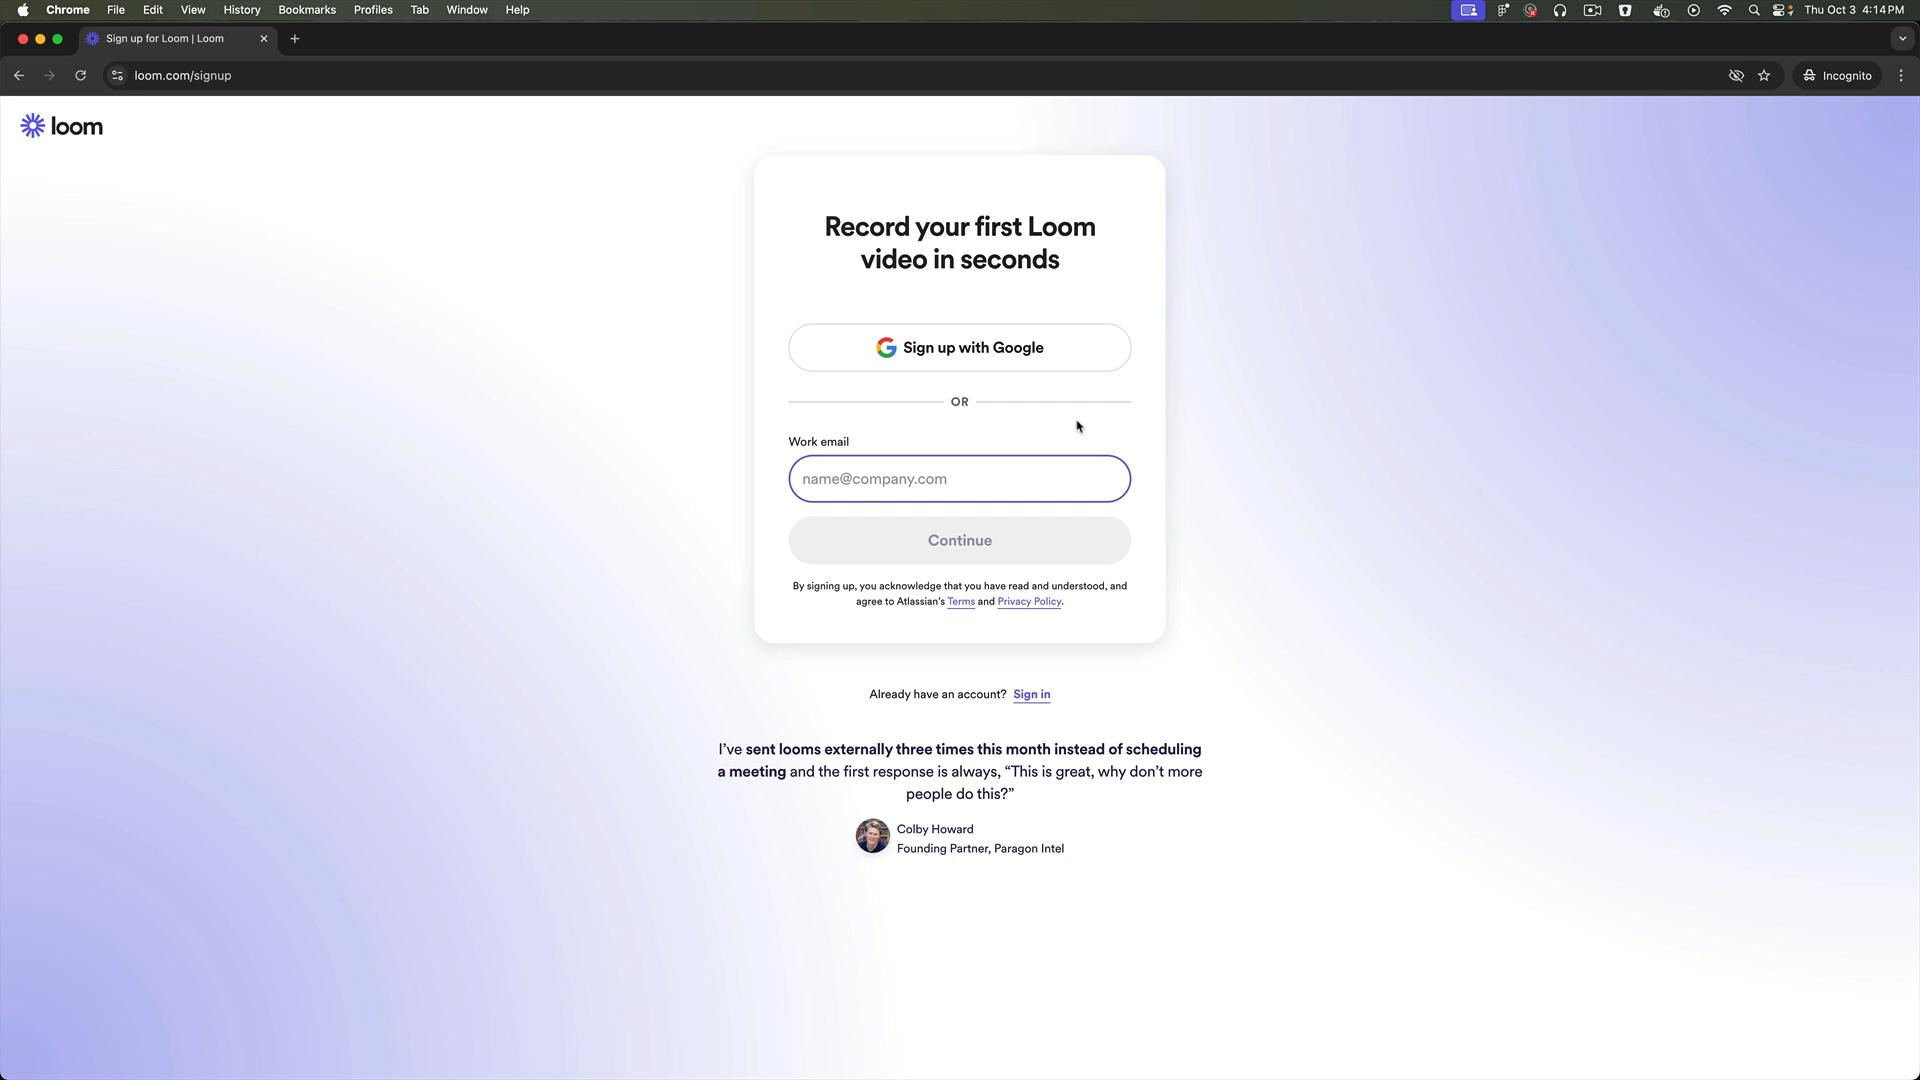 Chrome File Edit View History Bookmarks Profiles Tab Window Help Thu Oct 3 4:14 PM
Sign up for Loom | Loom
loom.com/signup Incognito
loom
Record your first Loom
video in seconds
Sign up with Google
OR
Work email
name@company.com
Continue
By signing up, you acknowledge that you have read and understood, and
agree to Atlassian's Terms and Privacy Policy.
Already have an account? Sign in
I've sent looms externally three times this month instead of scheduling
a meeting and the first response is always, “This is great, why don't more
people do this?”
Colby Howard
Founding Partner, Paragon Intel